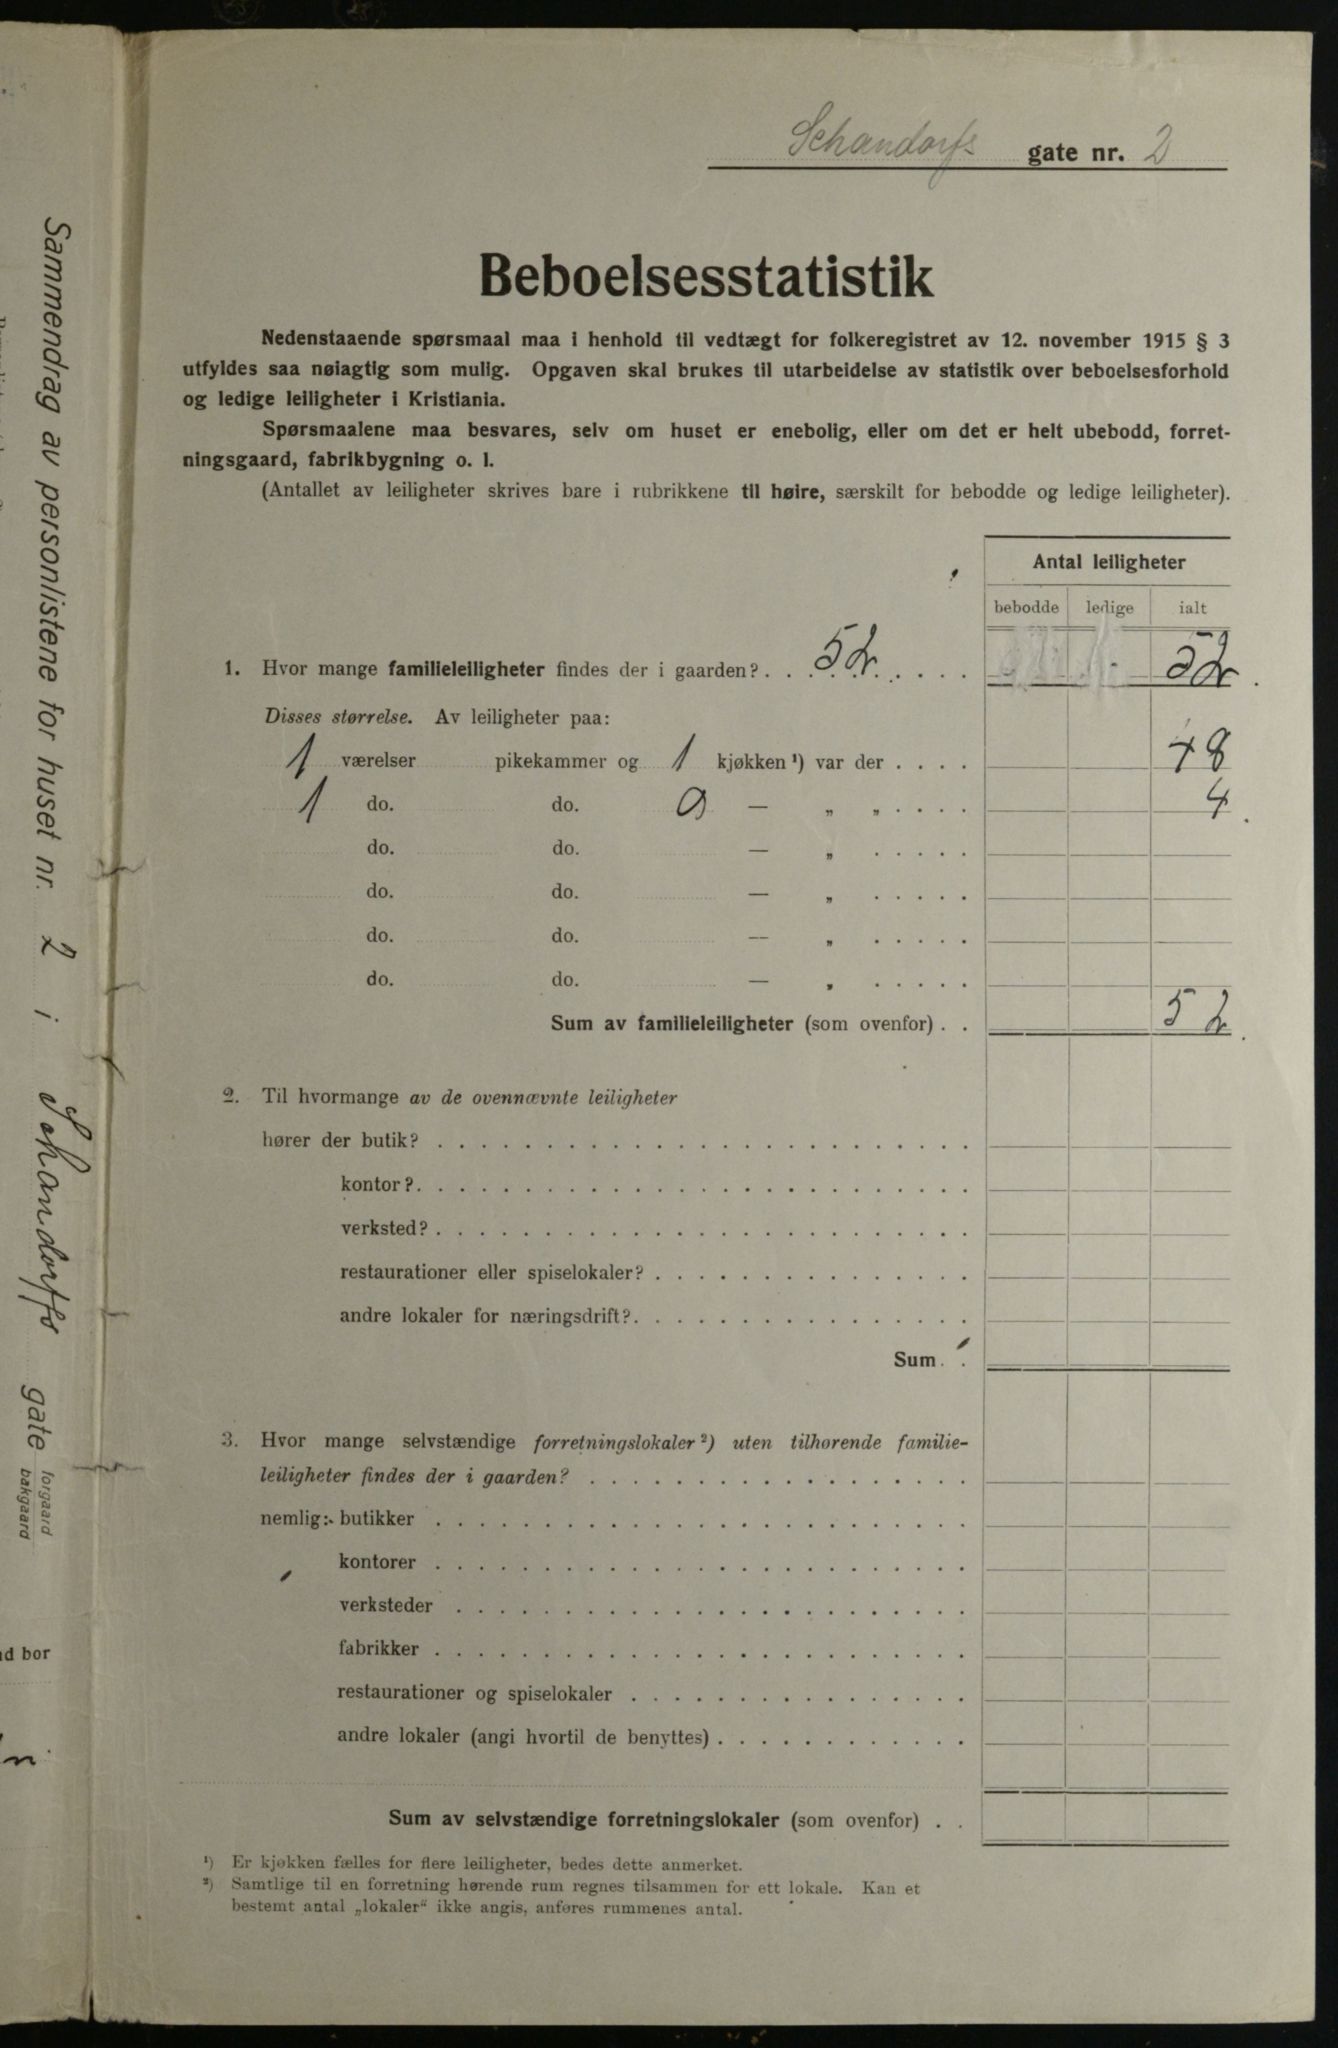 Schandorfs gate nr. 2
Beboelsesstatistik
Nedenstaaende spørsmaal maa i henhold til vedtægt for folkeregistret av 12. november 1915 § 3
utfyldes saa nøiagtig som mulig. Opgaven skal brukes til utarbeidelse av statistik over beboelsesforhold
og ledige leiligheter i Kristiania.
Spørsmaalene maa besvares, selv om huset er enebolig, eller om det er helt ubebodd, forret-
ningsgaard, fabrikbygning o. l.
(Antallet av leiligheter skrives bare i rubrikkene til høire, særskilt for bebodde og ledige leiligheter).
Antal leiligheter
bebodde ledige ialt
1. Hvor mange familieleiligheter findes der i gaarden? . . 52 . . . . 52
Disses størrelse. Av leiligheter paa:
1 værelser pikekammer og 1 kjøkken ¹) var der . . . . 48
1 do. do. 0 — „ „ . . . . 4
do. do. — „ . . . . .
do. do. — „ . . . . .
do. do. — „ . . . . .
do. do. — „ . . . . .
Sum av familieleiligheter (som ovenfor) . . 52
2. Til hvormange av de ovennævnte leiligheter
hører der butik? . . . . . . . . . . . . . . . . . . . . . . . . .
kontor? . . . . . . . . . . . . . . . . . . . . . . . . . .
verksted? . . . . . . . . . . . . . . . . . . . . . . . . .
restaurationer eller spiselokaler? . . . . . . . . . . . . . . .
andre lokaler for næringsdrift? . . . . . . . . . . . . . . . .
Sum. .
3. Hvor mange selvstændige forretningslokaler ²) uten tilhørende familie-
leiligheter findes der i gaarden? . . . . . . . . . . . . . . . . . .
nemlig: butikker . . . . . . . . . . . . . . . . . . . . . . . . .
kontorer . . . . . . . . . . . . . . . . . . . . . . . . .
verksteder . . . . . . . . . . . . . . . . . . . . . . . .
fabrikker . . . . . . . . . . . . . . . . . . . . . . . . .
restaurationer og spiselokaler . . . . . . . . . . . . . . . .
andre lokaler (angi hvortil de benyttes) . . . . . . . . . . . .
Sum av selvstændige forretningslokaler (som ovenfor) . .
¹) Er kjøkken fælles for flere leiligheter, bedes dette anmerket.
²) Samtlige til en forretning hørende rum regnes tilsammen for ett lokale. Kan et
bestemt antal „lokaler“ ikke angis, anføres rummenes antal.
Sammendrag av personlistene for huset nr. 2 i Schandorffs gate forgaard
bakgaard
d bor